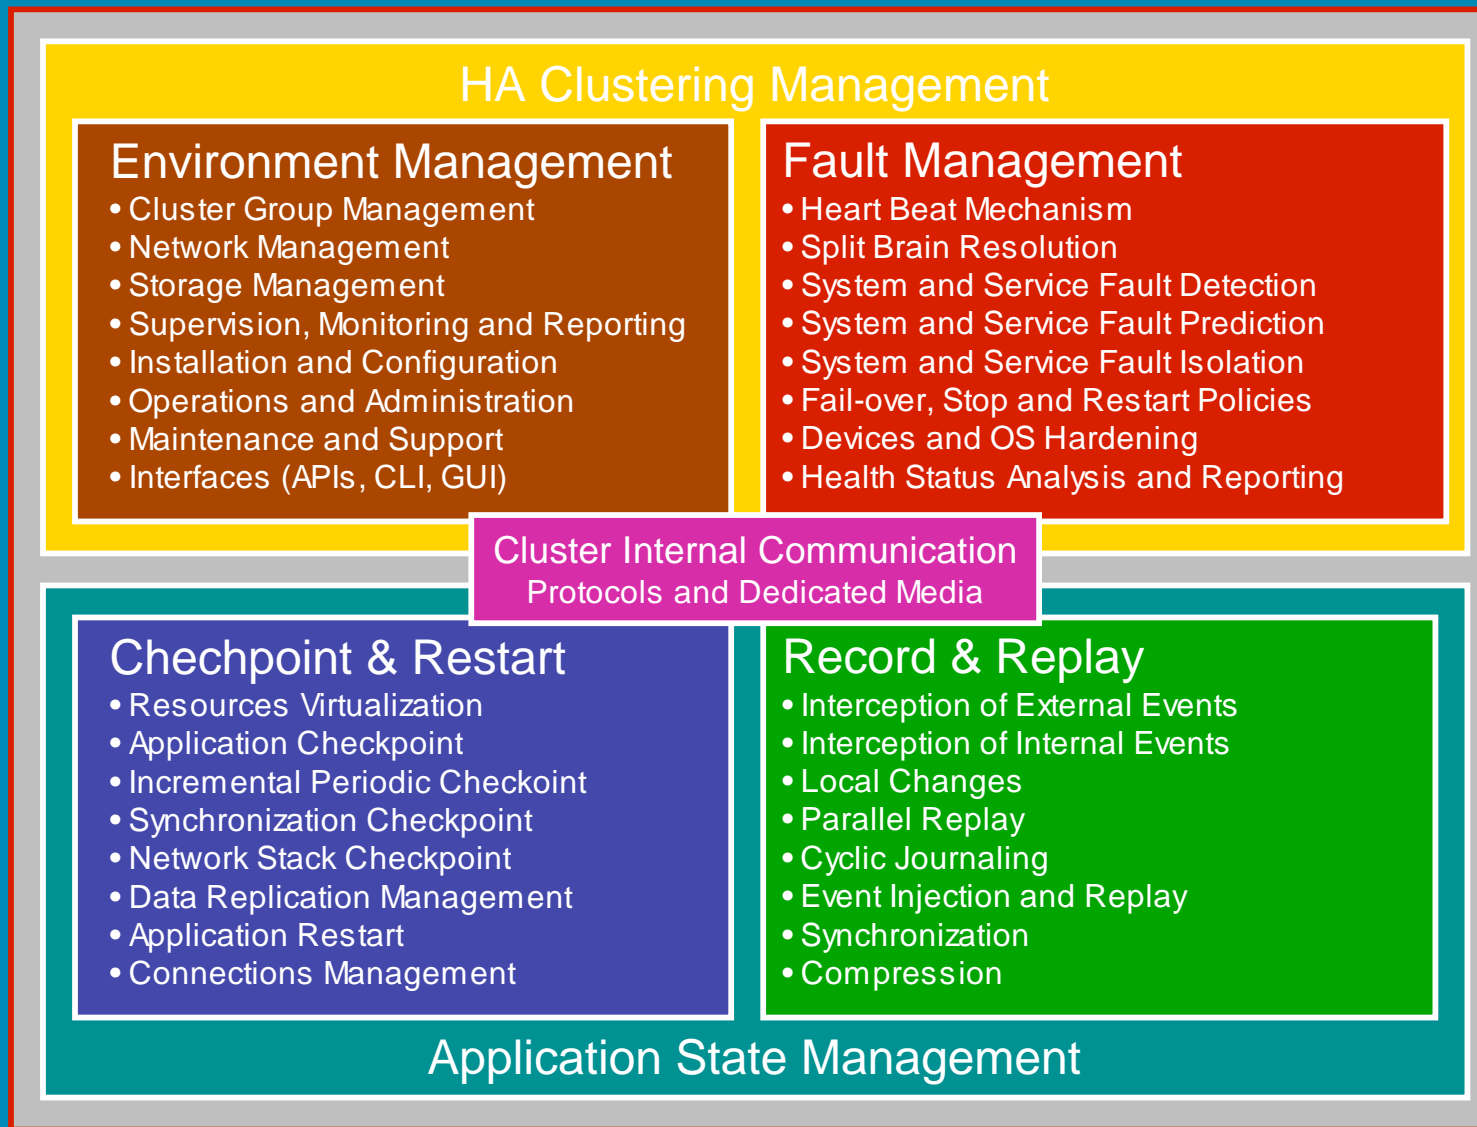 HA Clustering Management
Environment Management
• Cluster Group Management
• Network Management
• Storage Management
• Supervision, Monitoring and Reporting
• Installation and Configuration
• Operations and Administration
• Maintenance and Support
• Interfaces (APIs, CLI, GUI)
Fault Management
• Heart Beat Mechanism
• Split Brain Resolution
• System and Service Fault Detection
• System and Service Fault Prediction
• System and Service Fault Isolation
• Fail-over, Stop and Restart Policies
• Devices and OS Hardening
• Health Status Analysis and Reporting
Cluster Internal Communication
Protocols and Dedicated Media
Chechpoint & Restart
• Resources Virtualization
• Application Checkpoint
• Incremental Periodic Checkoint
• Synchronization Checkpoint
• Network Stack Checkpoint
• Data Replication Management
• Application Restart
• Connections Management
Record & Replay
• Interception of External Events
• Interception of Internal Events
• Local Changes
• Parallel Replay
• Cyclic Journaling
• Event Injection and Replay
• Synchronization
• Compression
Application State Management